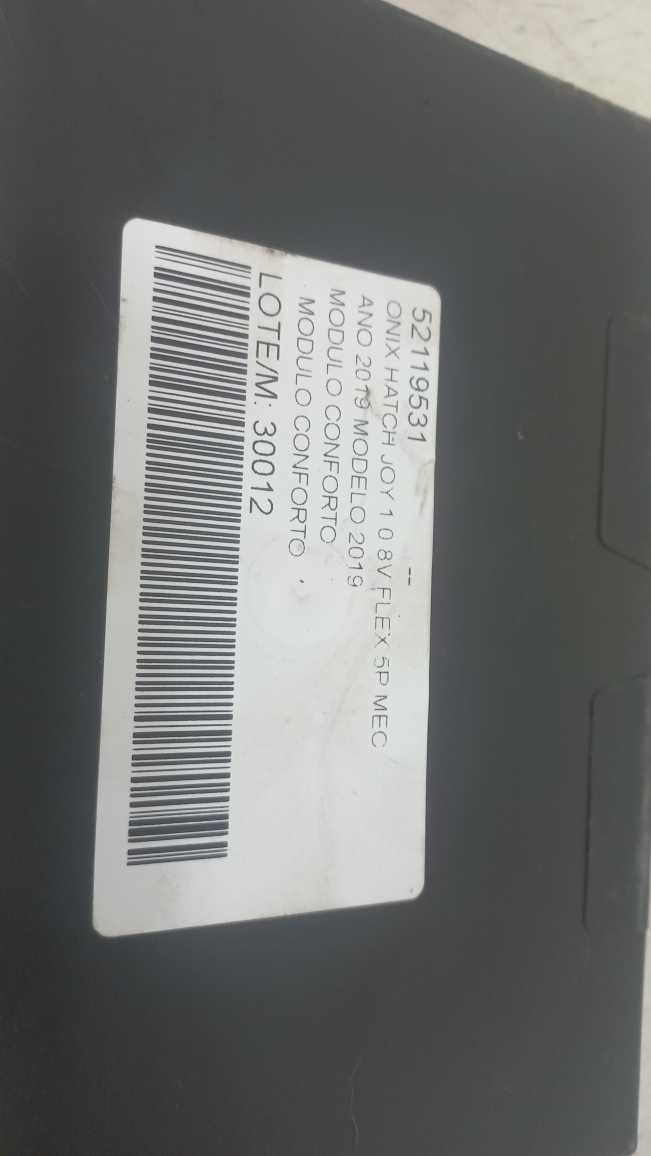 52119531 --
ONIX HATCH JOY 1 0 8V FLEX 5P MEC
ANO 2019 MODELO 2019
MODULO CONFORTO
MODULO CONFORTO
LOTE/M: 30012